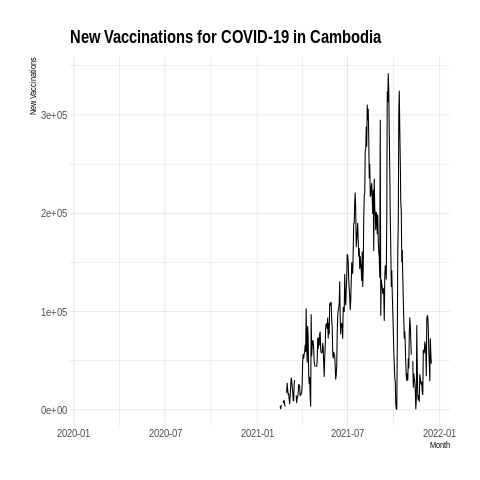 New Vaccinations for COVID-19 in Cambodia
New Vaccinations
3e+05
2e+05
1e+05
0e+00
2020-01 2020-07 2021-01 2021-07 2022-01
Month